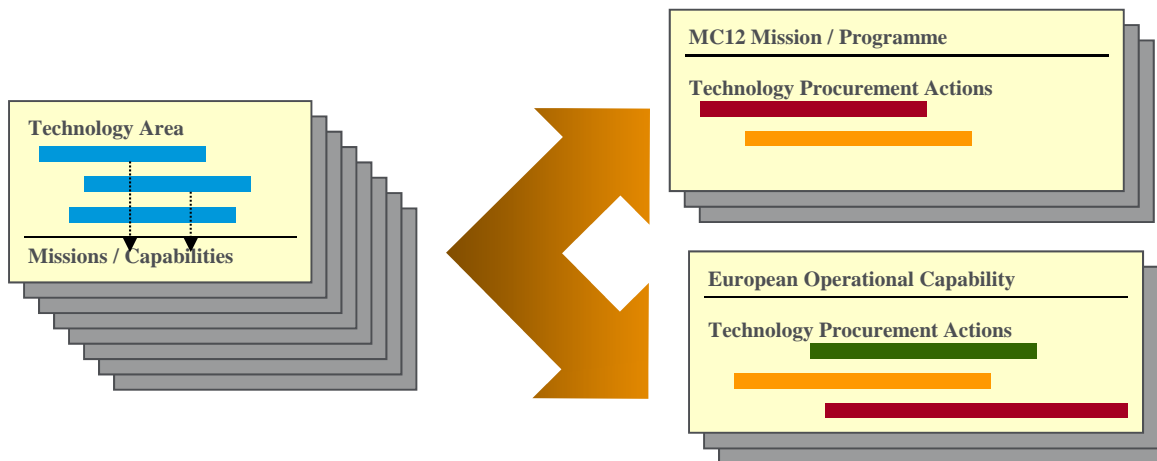 Technology Area
Missions / Capabilities
MC12 Mission / Programme
Technology Procurement Actions
European Operational Capability
Technology Procurement Actions